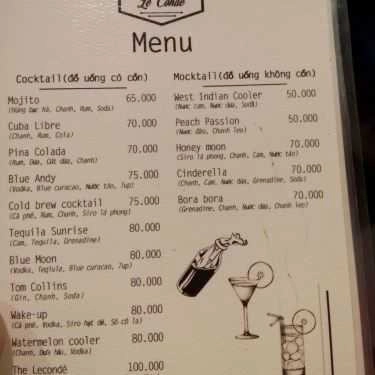 Le Condé
Menu
Cocktail(đồ uống có cồn)
Mojito 65.000
(Húng bạc hà, Chanh, Rum, Soda)
Cuba Libre 70.000
(Chanh, Rum, Cola)
Pina Colada 70.000
(Rum, Dứa, Cốt dừa, Chanh)
Blue Andy 75.000
(Vodka, Blue curacao, Nước táo, 7up)
Cold brew cocktail 75.000
(Cà phê, Rum, Chanh, Siro lá phong)
Tequila Sunrise 80.000
(Cam, Tequila, Grenadine)
Blue Moon 80.000
(Vodka, Tequila, Blue curacao, 7up)
Tom Collins 80.000
(Gin, Chanh, Soda)
Wake-up 80.000
(Cà phê, Vodka, Siro hạt dẻ, Sô cô la)
Watermelon cooler 80.000
(Chanh, Dưa hấu, Vodka)
The Lecondé 100.000
Mocktail(đồ uống không cồn)
West Indian Cooler 50.000
(Nước cam, Nước dứa, Soda)
Peach Passion 50.000
(Nước đào, Chanh leo)
Honey moon 70.000
(Siro lá phong, Chanh, Cam, Nước táo)
Cinderella 70.000
(Chanh, Cam, Nước dứa, Grenadine, Soda)
Bora bora 70.000
(Grenadine, Chanh, Nước dứa, Chanh leo)